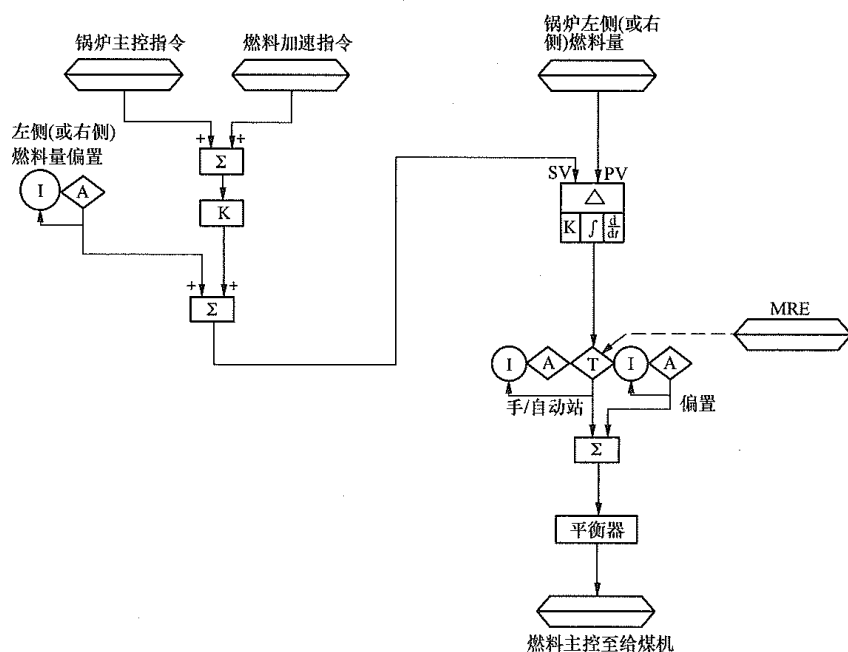 锅炉主控指令
燃料加速指令
锅炉左侧(或右
侧)燃料量
左侧(或右侧)
燃料量偏置
+ +
Σ
I A
K
+ +
Σ
SV PV
△
K ∫ d/dt
MRE
I A T I A
手/自动站
偏置
Σ
平衡器
燃料主控至给煤机